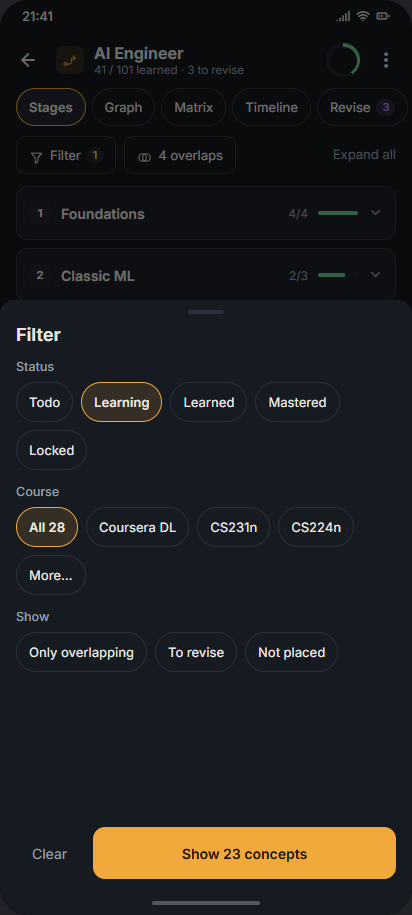 21:41
AI Engineer
41 / 101 learned · 3 to revise
Stages Graph Matrix Timeline Revise 3
Filter 1 4 overlaps Expand all
1 Foundations 4/4
2 Classic ML 2/3
Filter
Status
Todo Learning Learned Mastered
Locked
Course
All 28 Coursera DL CS231n CS224n
More...
Show
Only overlapping To revise Not placed
Clear Show 23 concepts